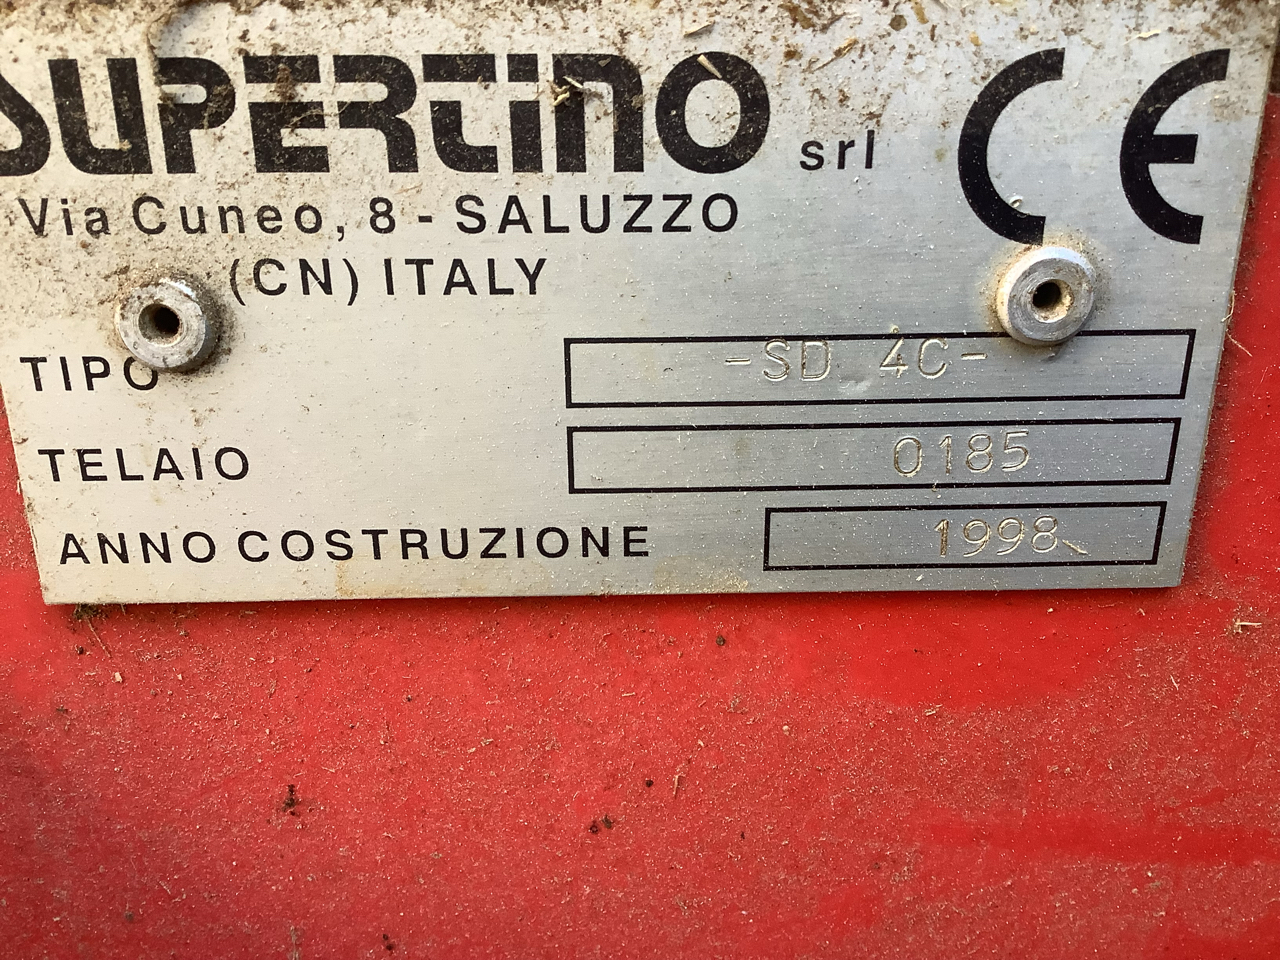 SUPERTINO srl CE
Via Cuneo, 8 - SALUZZO
(CN) ITALY
TIPO -SD 4C-
TELAIO 0185
ANNO COSTRUZIONE 1998